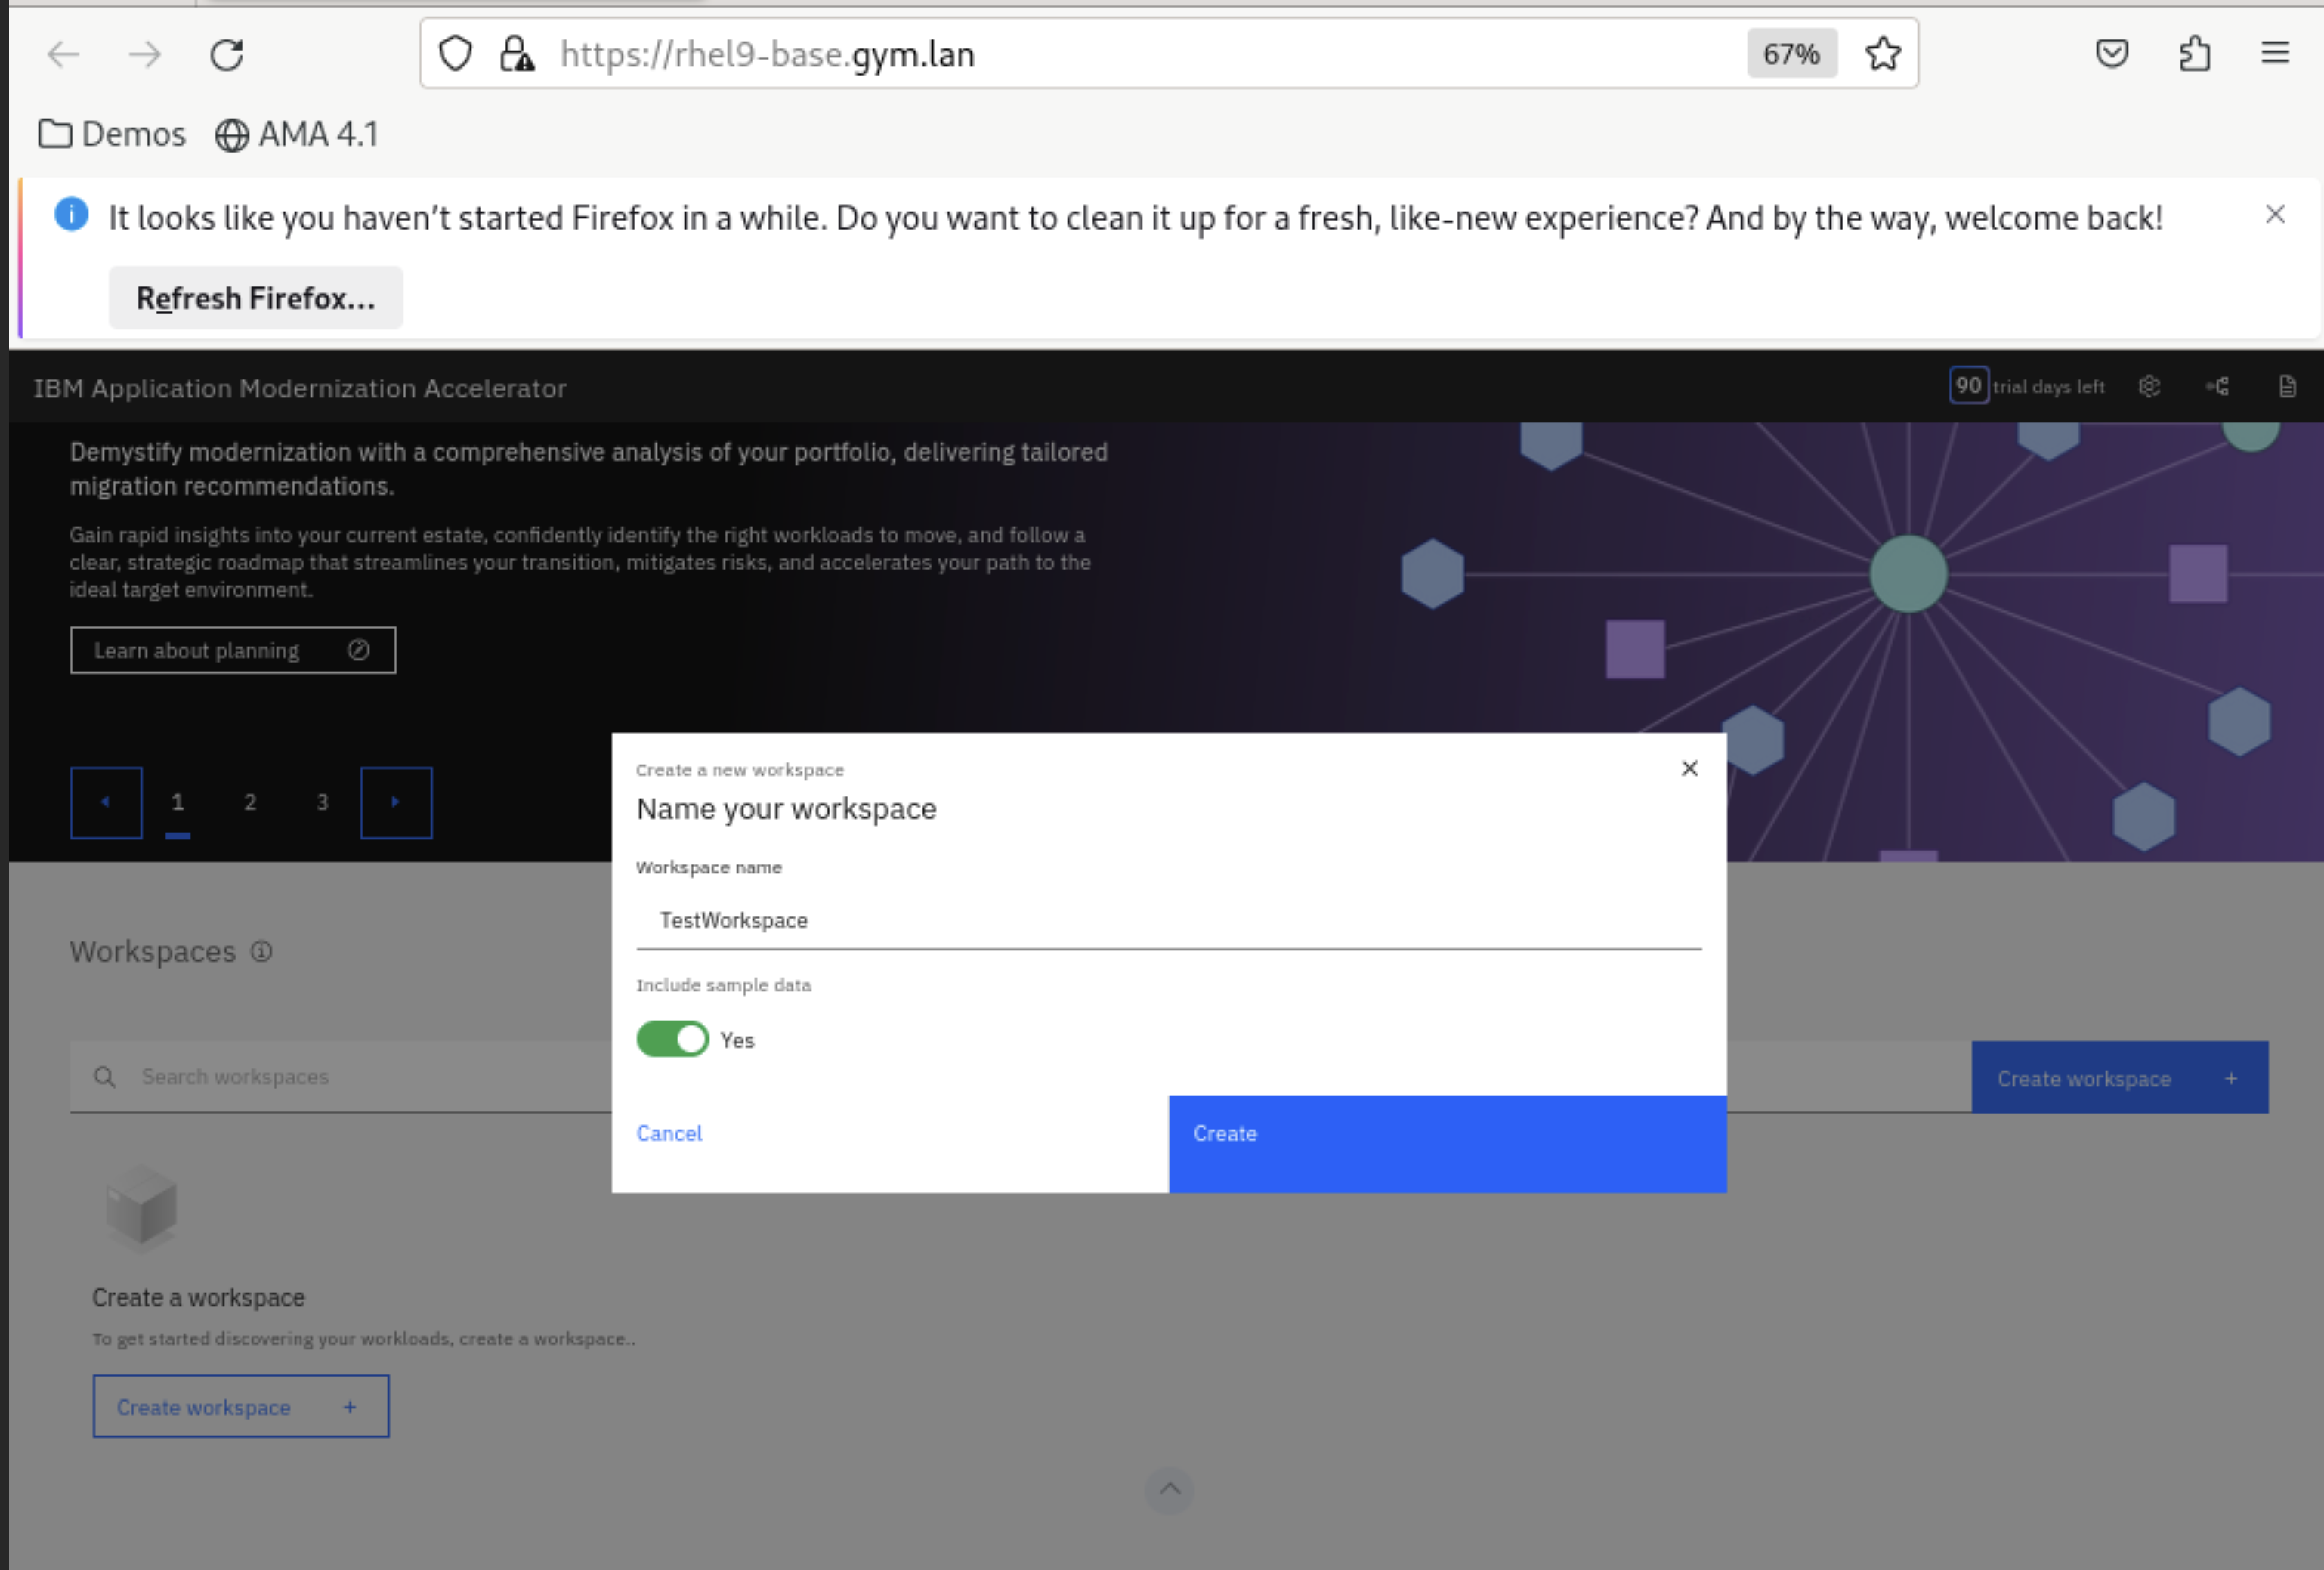 https://rhel9-base.gym.lan
67%
Demos
AMA 4.1
It looks like you haven't started Firefox in a while. Do you want to clean it up for a fresh, like-new experience? And by the way, welcome back!
Refresh Firefox...
IBM Application Modernization Accelerator
90 trial days left
Demystify modernization with a comprehensive analysis of your portfolio, delivering tailored
migration recommendations.
Gain rapid insights into your current estate, confidently identify the right workloads to move, and follow a
clear, strategic roadmap that streamlines your transition, mitigates risks, and accelerates your path to the
ideal target environment.
Learn about planning
1 2 3
Create a new workspace
Name your workspace
Workspace name
TestWorkspace
Include sample data
Yes
Cancel
Create
Workspaces
Search workspaces
Create workspace +
Create a workspace
To get started discovering your workloads, create a workspace..
Create workspace +